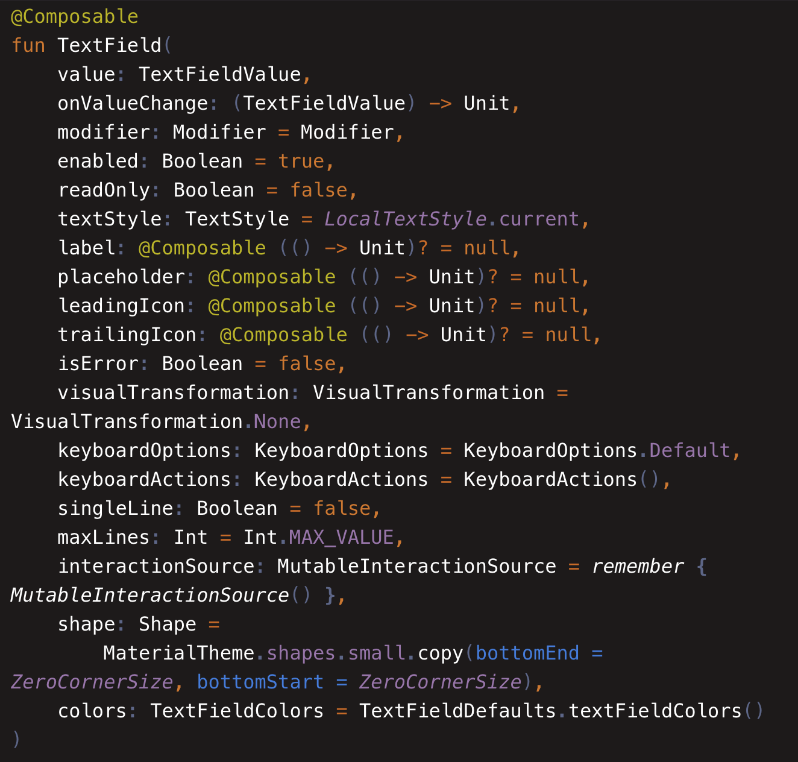 @Composable
fun TextField(
    value: TextFieldValue,
    onValueChange: (TextFieldValue) -> Unit,
    modifier: Modifier = Modifier,
    enabled: Boolean = true,
    readOnly: Boolean = false,
    textStyle: TextStyle = LocalTextStyle.current,
    label: @Composable (() -> Unit)? = null,
    placeholder: @Composable (() -> Unit)? = null,
    leadingIcon: @Composable (() -> Unit)? = null,
    trailingIcon: @Composable (() -> Unit)? = null,
    isError: Boolean = false,
    visualTransformation: VisualTransformation =
VisualTransformation.None,
    keyboardOptions: KeyboardOptions = KeyboardOptions.Default,
    keyboardActions: KeyboardActions = KeyboardActions(),
    singleLine: Boolean = false,
    maxLines: Int = Int.MAX_VALUE,
    interactionSource: MutableInteractionSource = remember {
MutableInteractionSource() },
    shape: Shape =
        MaterialTheme.shapes.small.copy(bottomEnd =
ZeroCornerSize, bottomStart = ZeroCornerSize),
    colors: TextFieldColors = TextFieldDefaults.textFieldColors()
)